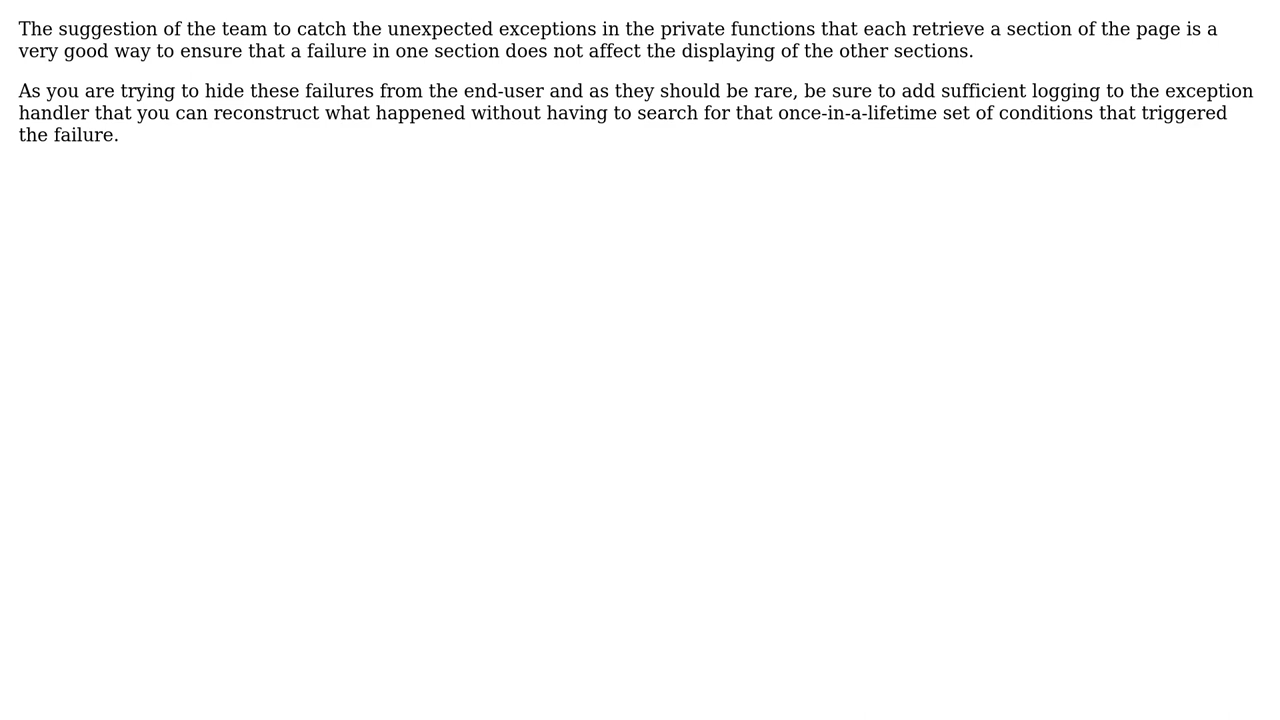 The suggestion of the team to catch the unexpected exceptions in the private functions that each retrieve a section of the page is a
very good way to ensure that a failure in one section does not affect the displaying of the other sections.
As you are trying to hide these failures from the end-user and as they should be rare, be sure to add sufficient logging to the exception
handler that you can reconstruct what happened without having to search for that once-in-a-lifetime set of conditions that triggered
the failure.